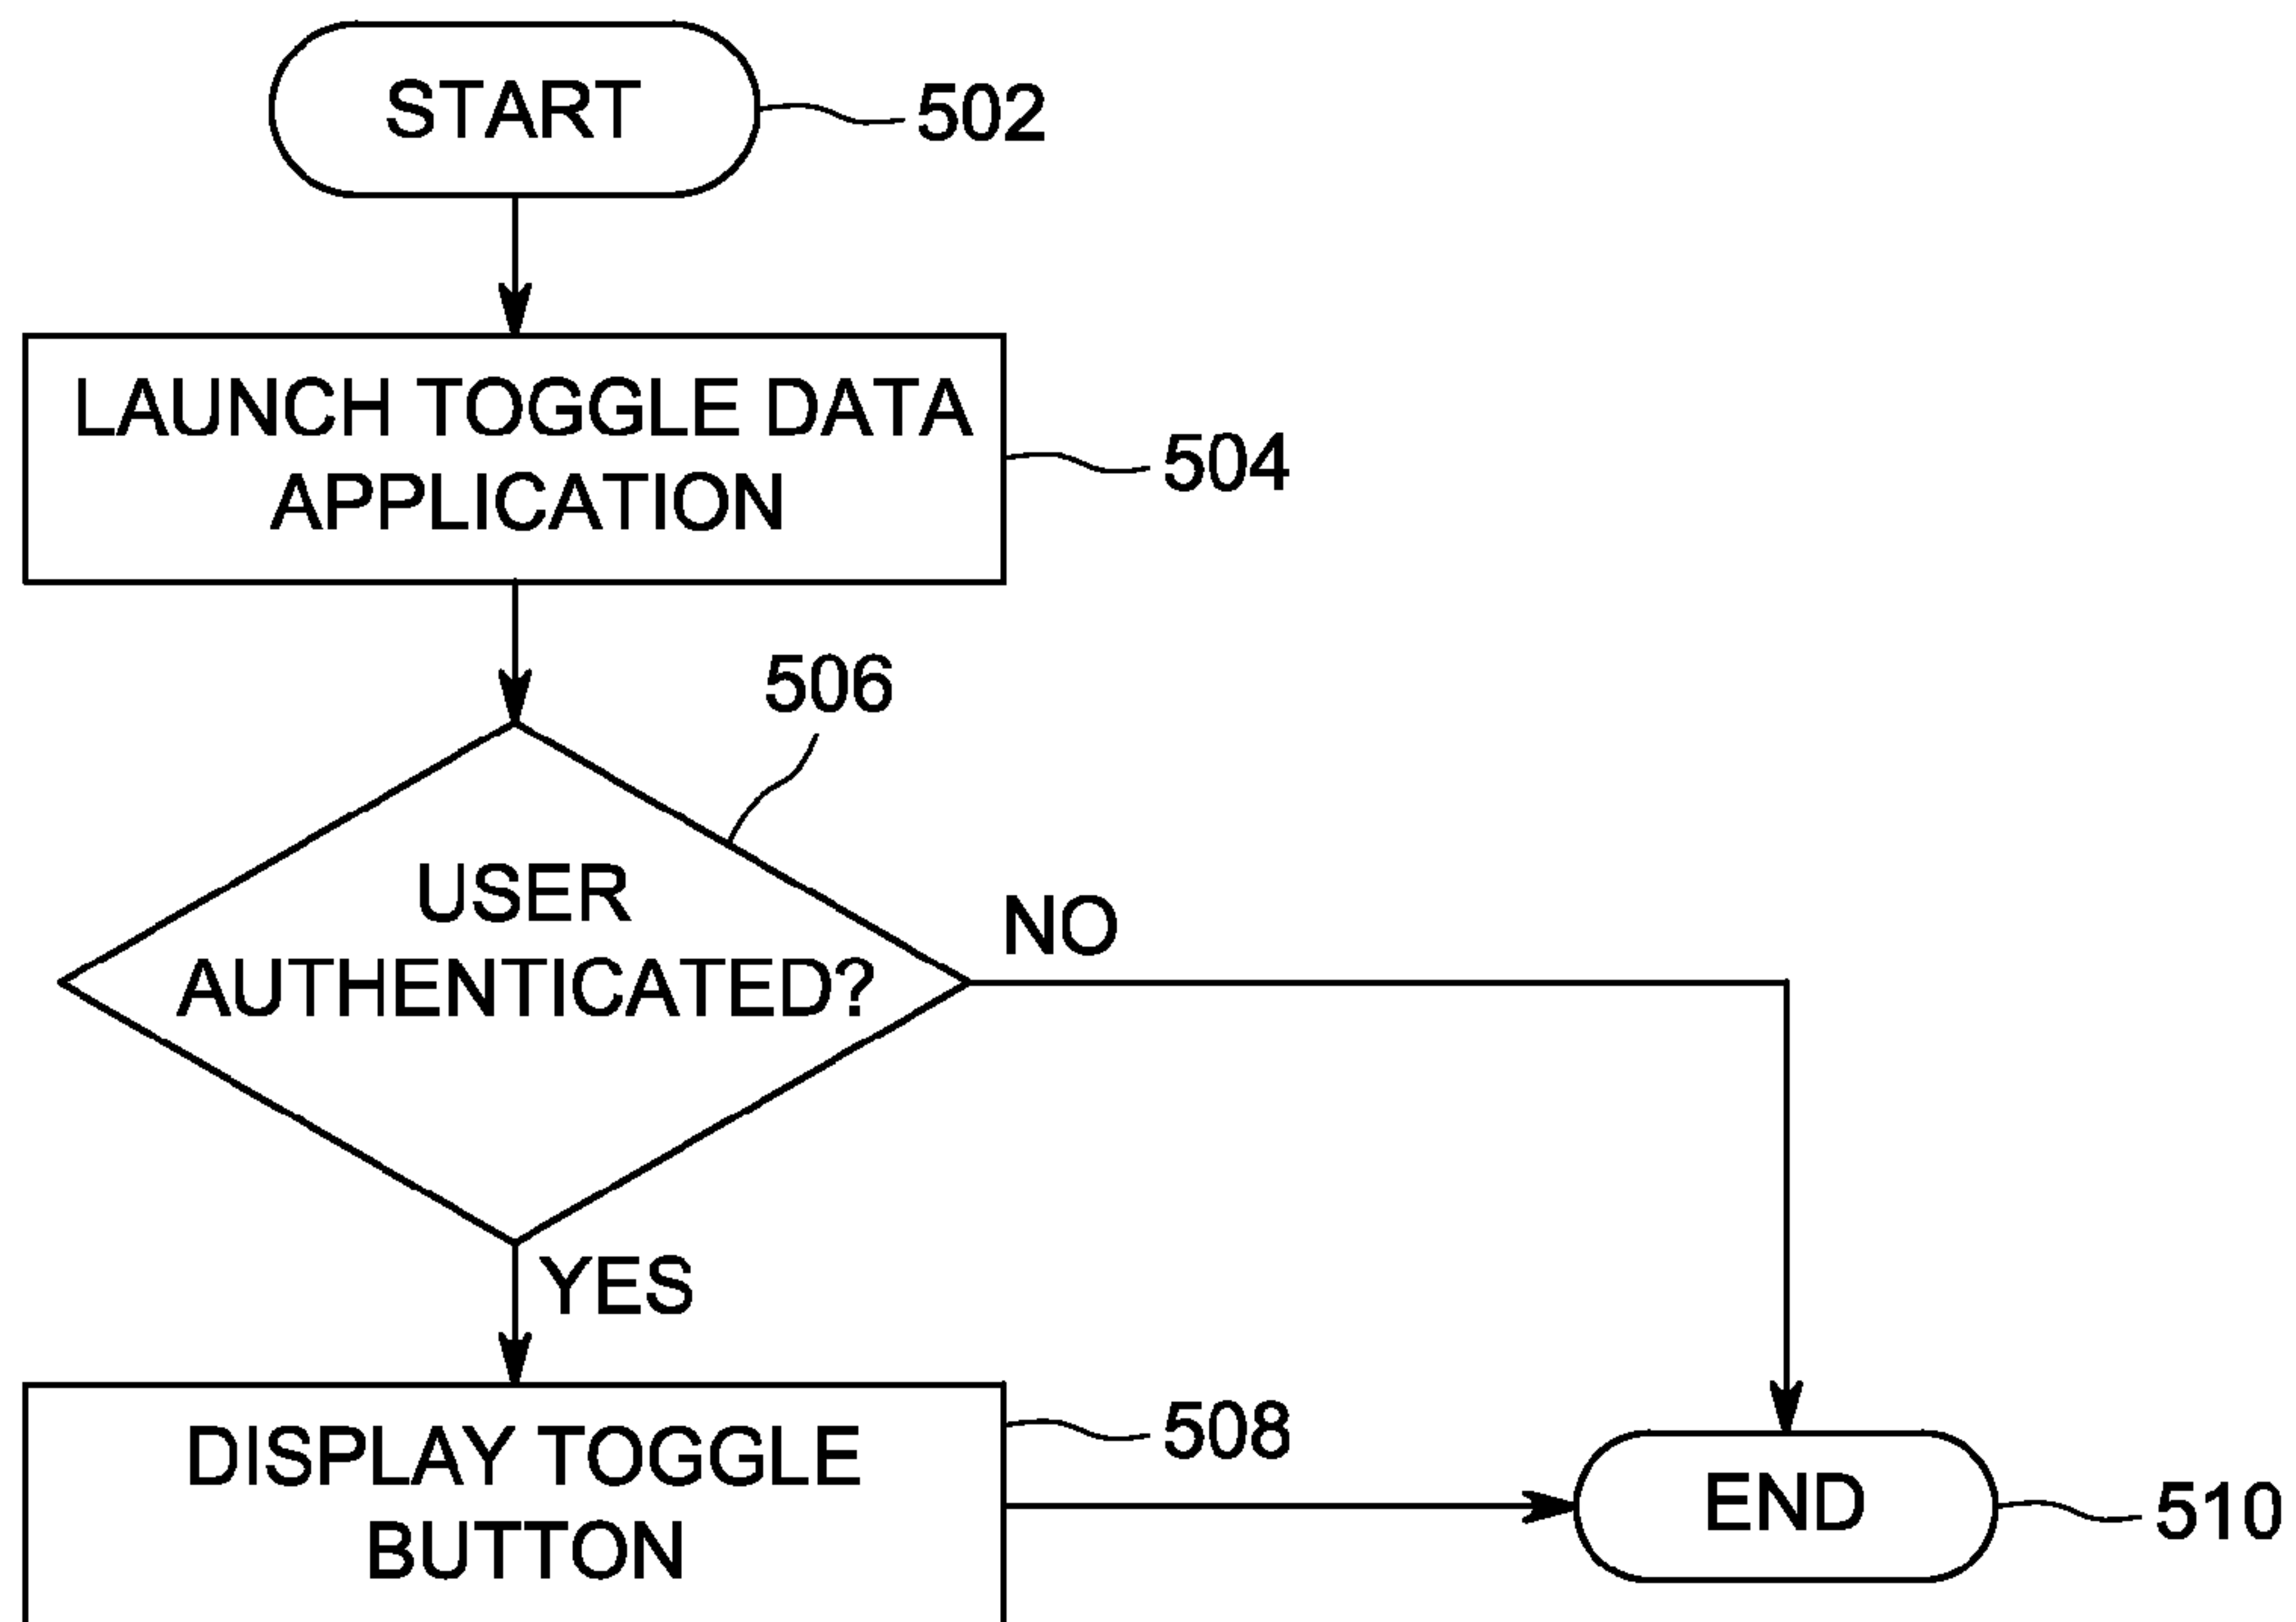 START
502
LAUNCH TOGGLE DATA
APPLICATION
504
506
USER
AUTHENTICATED?
NO
YES
DISPLAY TOGGLE
BUTTON
508
END
510